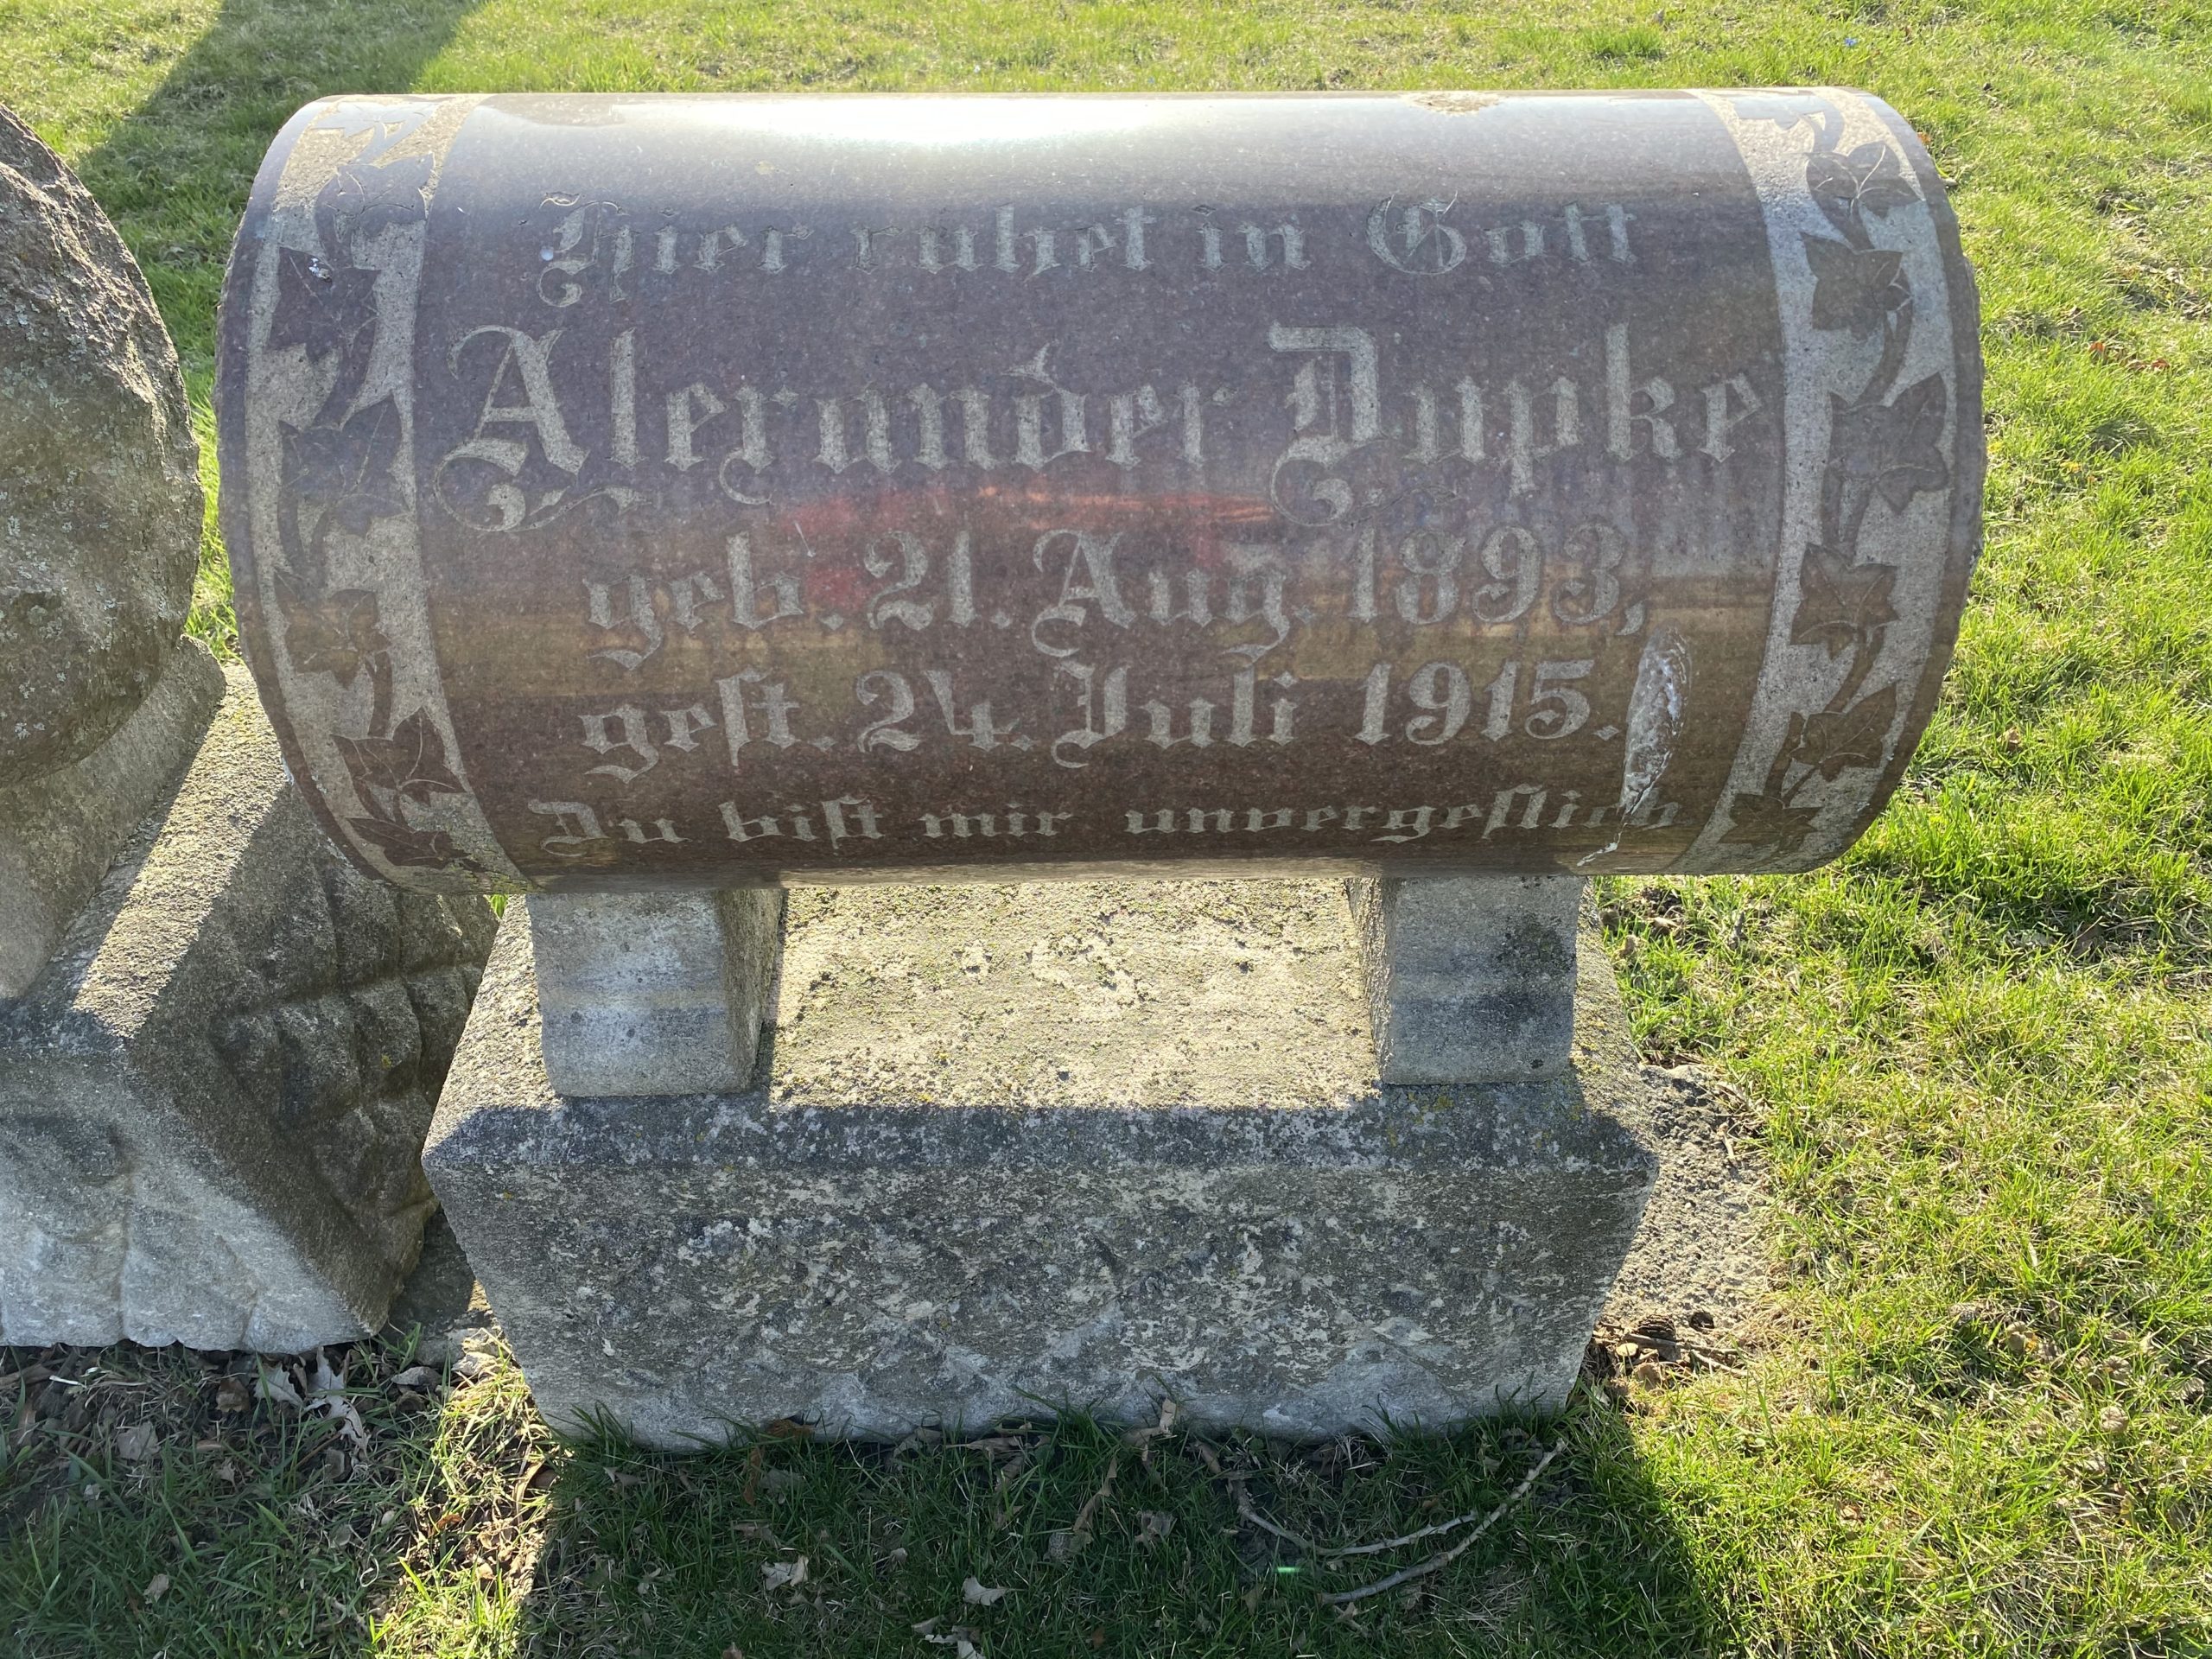 Hier ruhet in Gott
Alexander Dupke
geb. 21. Aug. 1893,
gest. 24. Juli 1915.
Du bist mir unvergeßlich